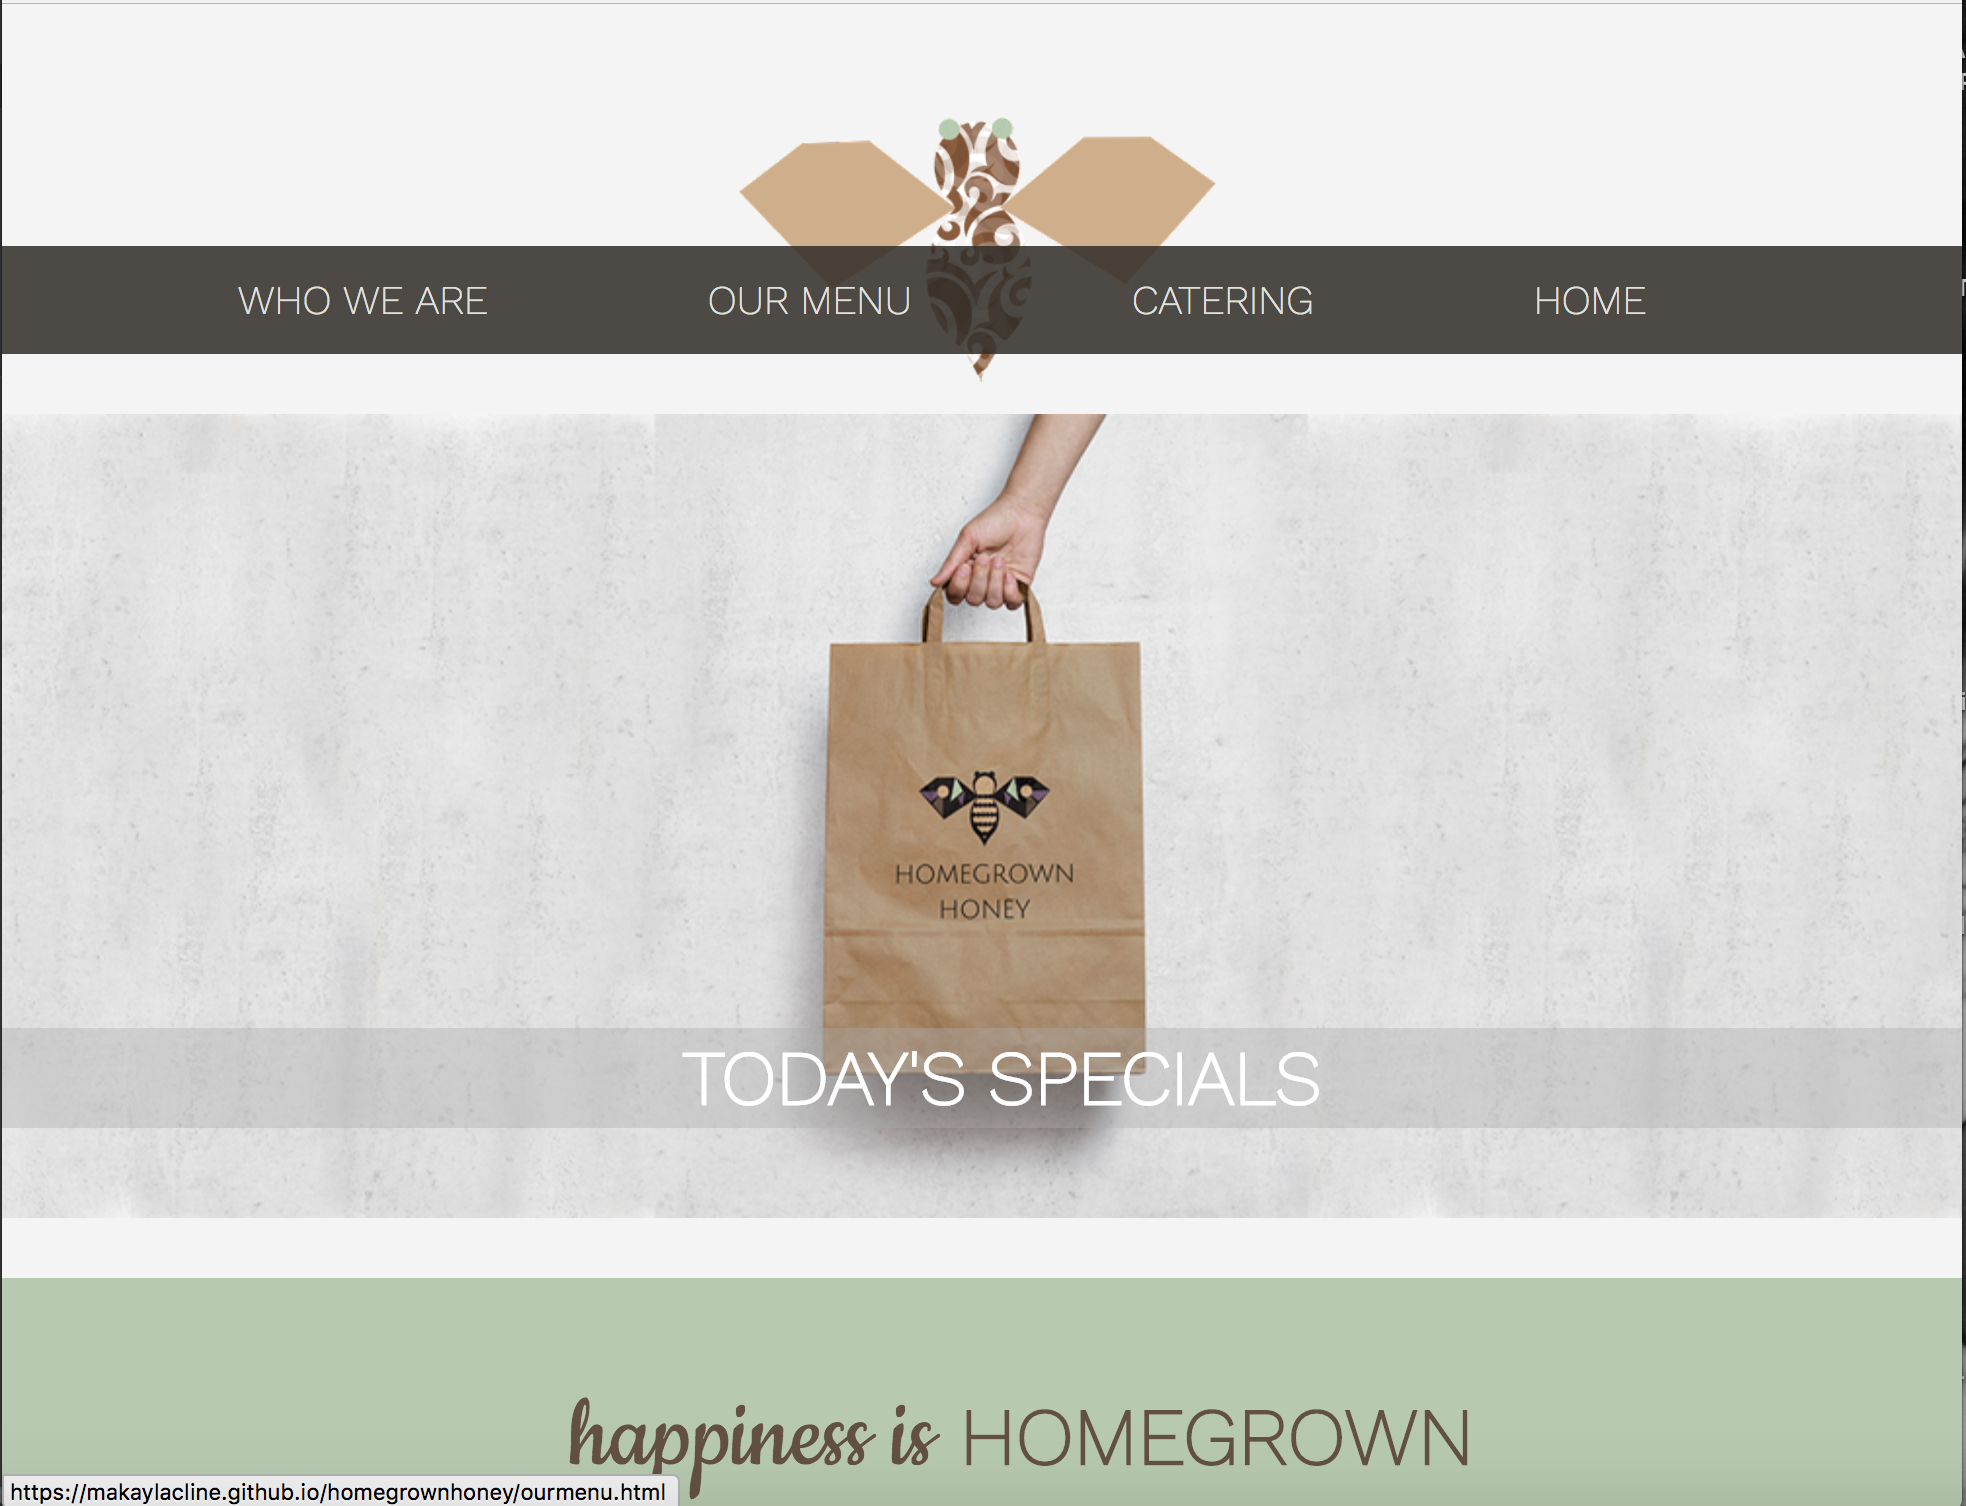 WHO WE ARE OUR MENU CATERING HOME
HOMEGROWN
HONEY
TODAY'S SPECIALS
happiness is HOMEGROWN
https://makaylacline.github.io/homegrownhoney/ourmenu.html